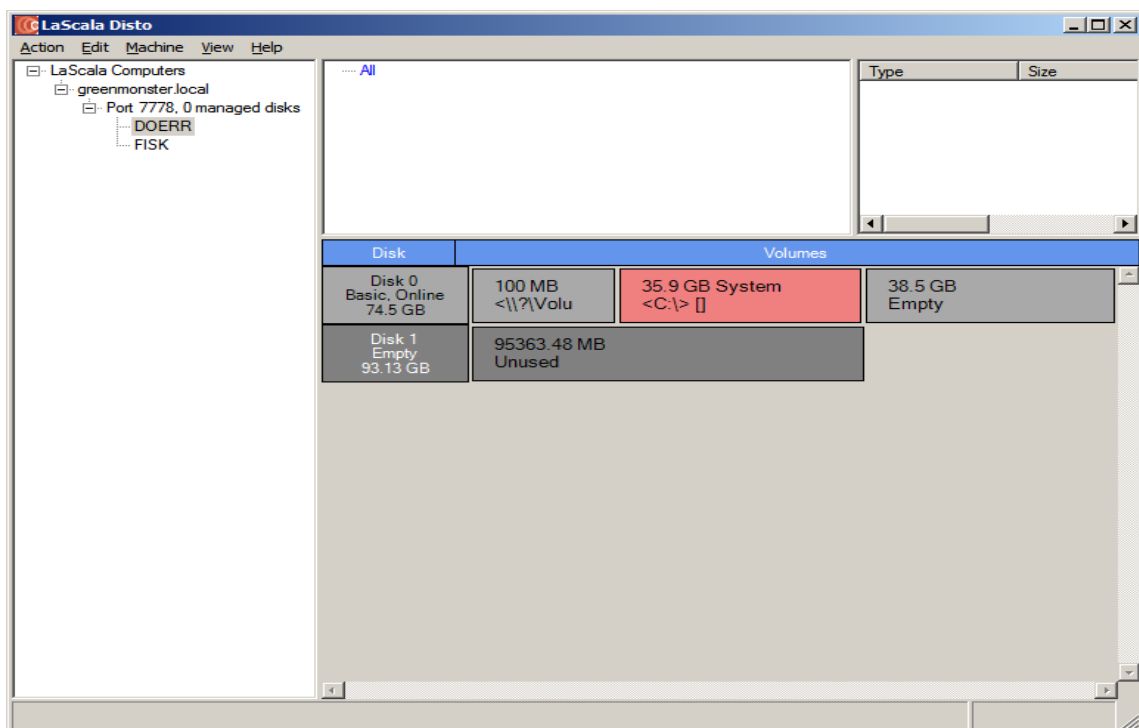 LaScala Disto
Action Edit Machine View Help
LaScala Computers
greenmonster.local
Port 7778, 0 managed disks
DOERR
FISK
All
Type Size
Disk Volumes
Disk 0
Basic, Online
74.5 GB
100 MB
<\\?\Volu
35.9 GB System
<C:\> []
38.5 GB
Empty
Disk 1
Empty
93.13 GB
95363.48 MB
Unused